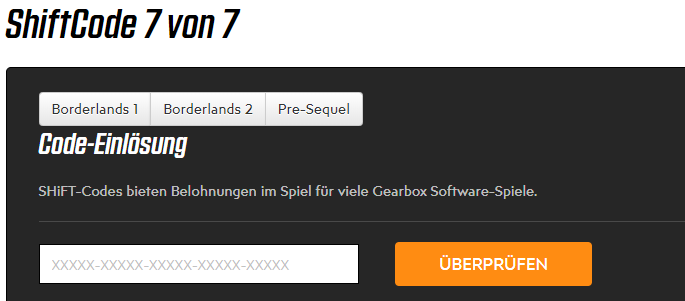 ShiftCode 7 von 7
Borderlands 1 Borderlands 2 Pre-Sequel
Code-Einlösung
SHiFT-Codes bieten Belohnungen im Spiel für viele Gearbox Software-Spiele.
XXXXX-XXXXX-XXXXX-XXXXX-XXXXX ÜBERPRÜFEN